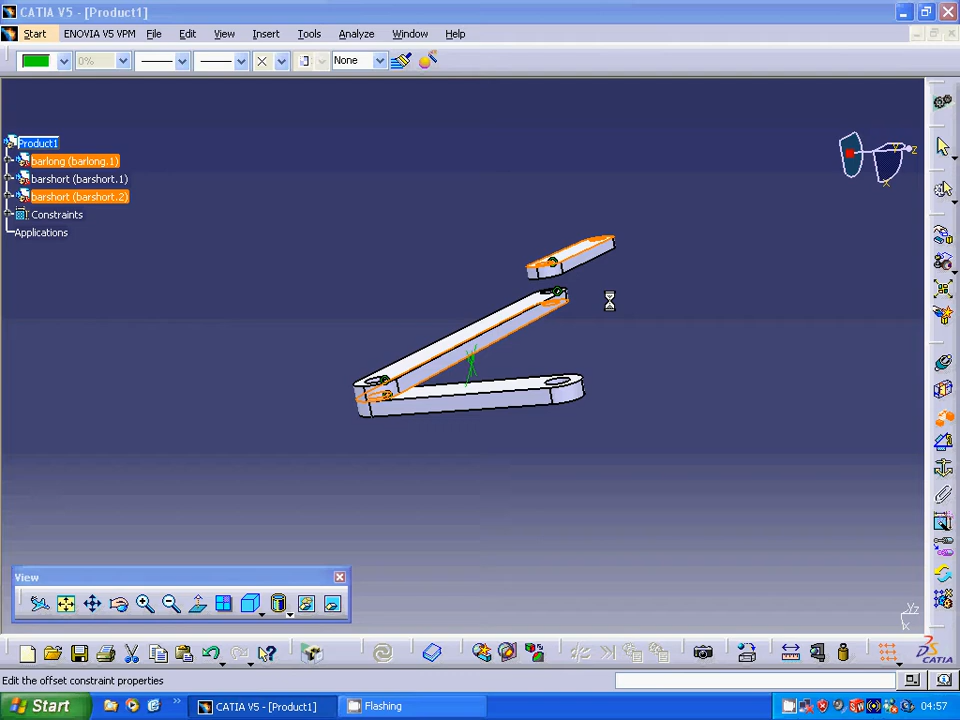 CATIA V5 - [Product1]
Start ENOVIA V5 VPM File Edit View Insert Tools Analyze Window Help
0% None
Product1
barlong (barlong.1)
barshort (barshort.1)
barshort (barshort.2)
Constraints
Applications
y z
x
View
yz
x
CATIA
Edit the offset constraint properties
Start CATIA V5 - [Product1] Flashing 04:57